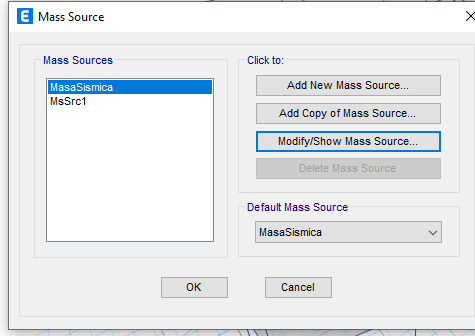 E Mass Source
Mass Sources
MasaSismica
MsSrc1
Click to:
Add New Mass Source...
Add Copy of Mass Source...
Modify/Show Mass Source...
Delete Mass Source
Default Mass Source
MasaSismica
OK
Cancel